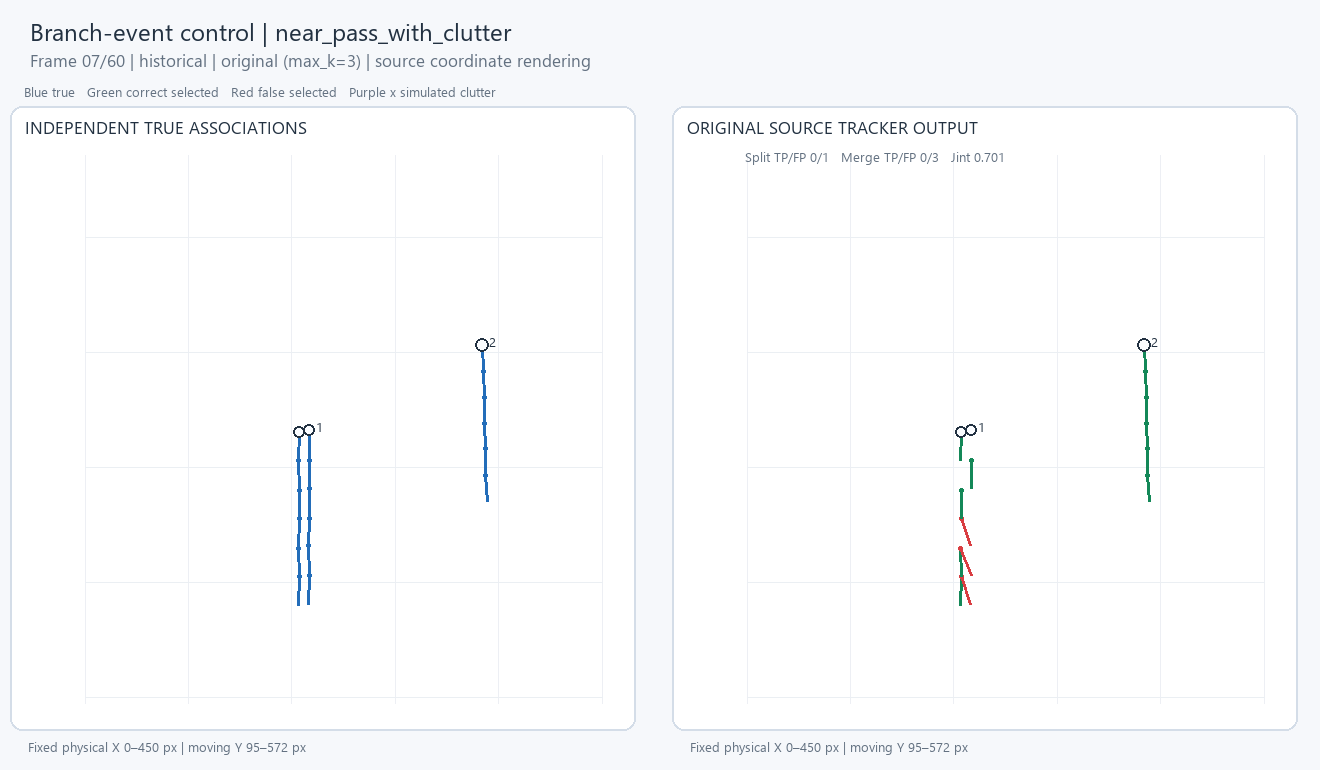 Branch-event control | near_pass_with_clutter
Frame 07/60 | historical | original (max_k=3) | source coordinate rendering
Blue true Green correct selected Red false selected Purple x simulated clutter
INDEPENDENT TRUE ASSOCIATIONS
2
1
Fixed physical X 0–450 px | moving Y 95–572 px
ORIGINAL SOURCE TRACKER OUTPUT
Split TP/FP 0/1 Merge TP/FP 0/3 Jint 0.701
2
1
Fixed physical X 0–450 px | moving Y 95–572 px